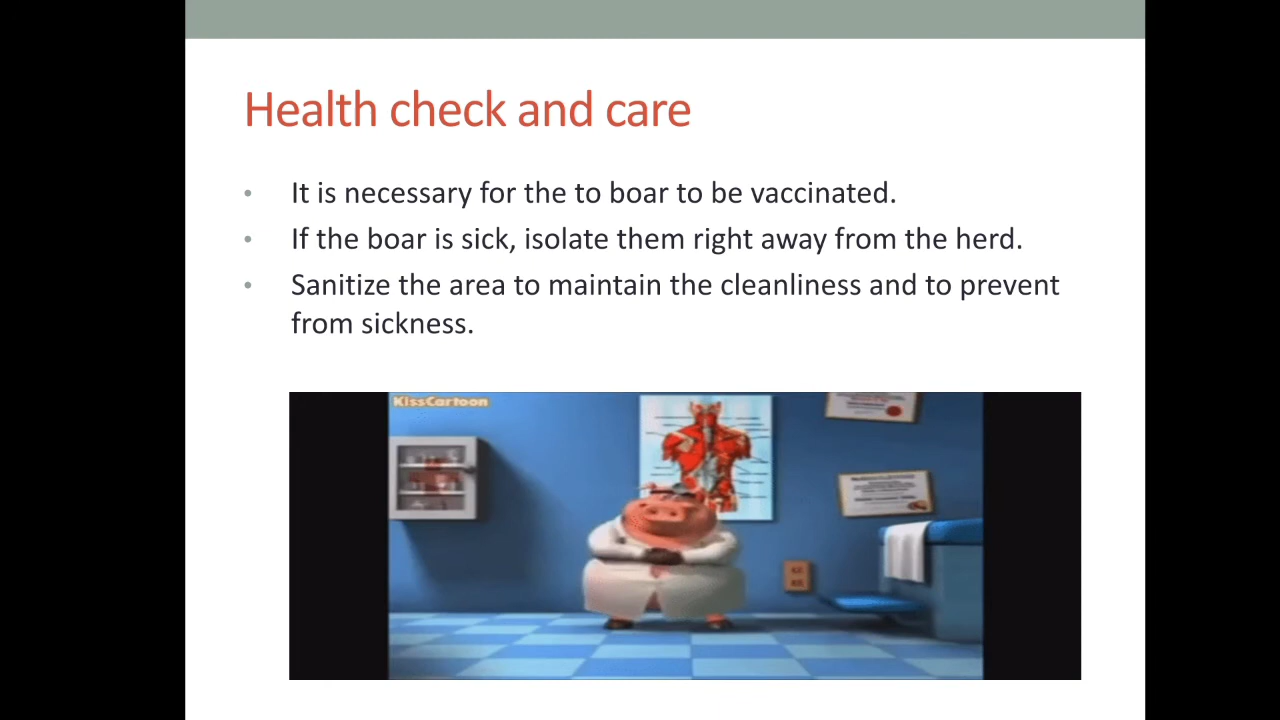 Health check and care
• It is necessary for the to boar to be vaccinated.
• If the boar is sick, isolate them right away from the herd.
• Sanitize the area to maintain the cleanliness and to prevent
from sickness.
KissCartoon